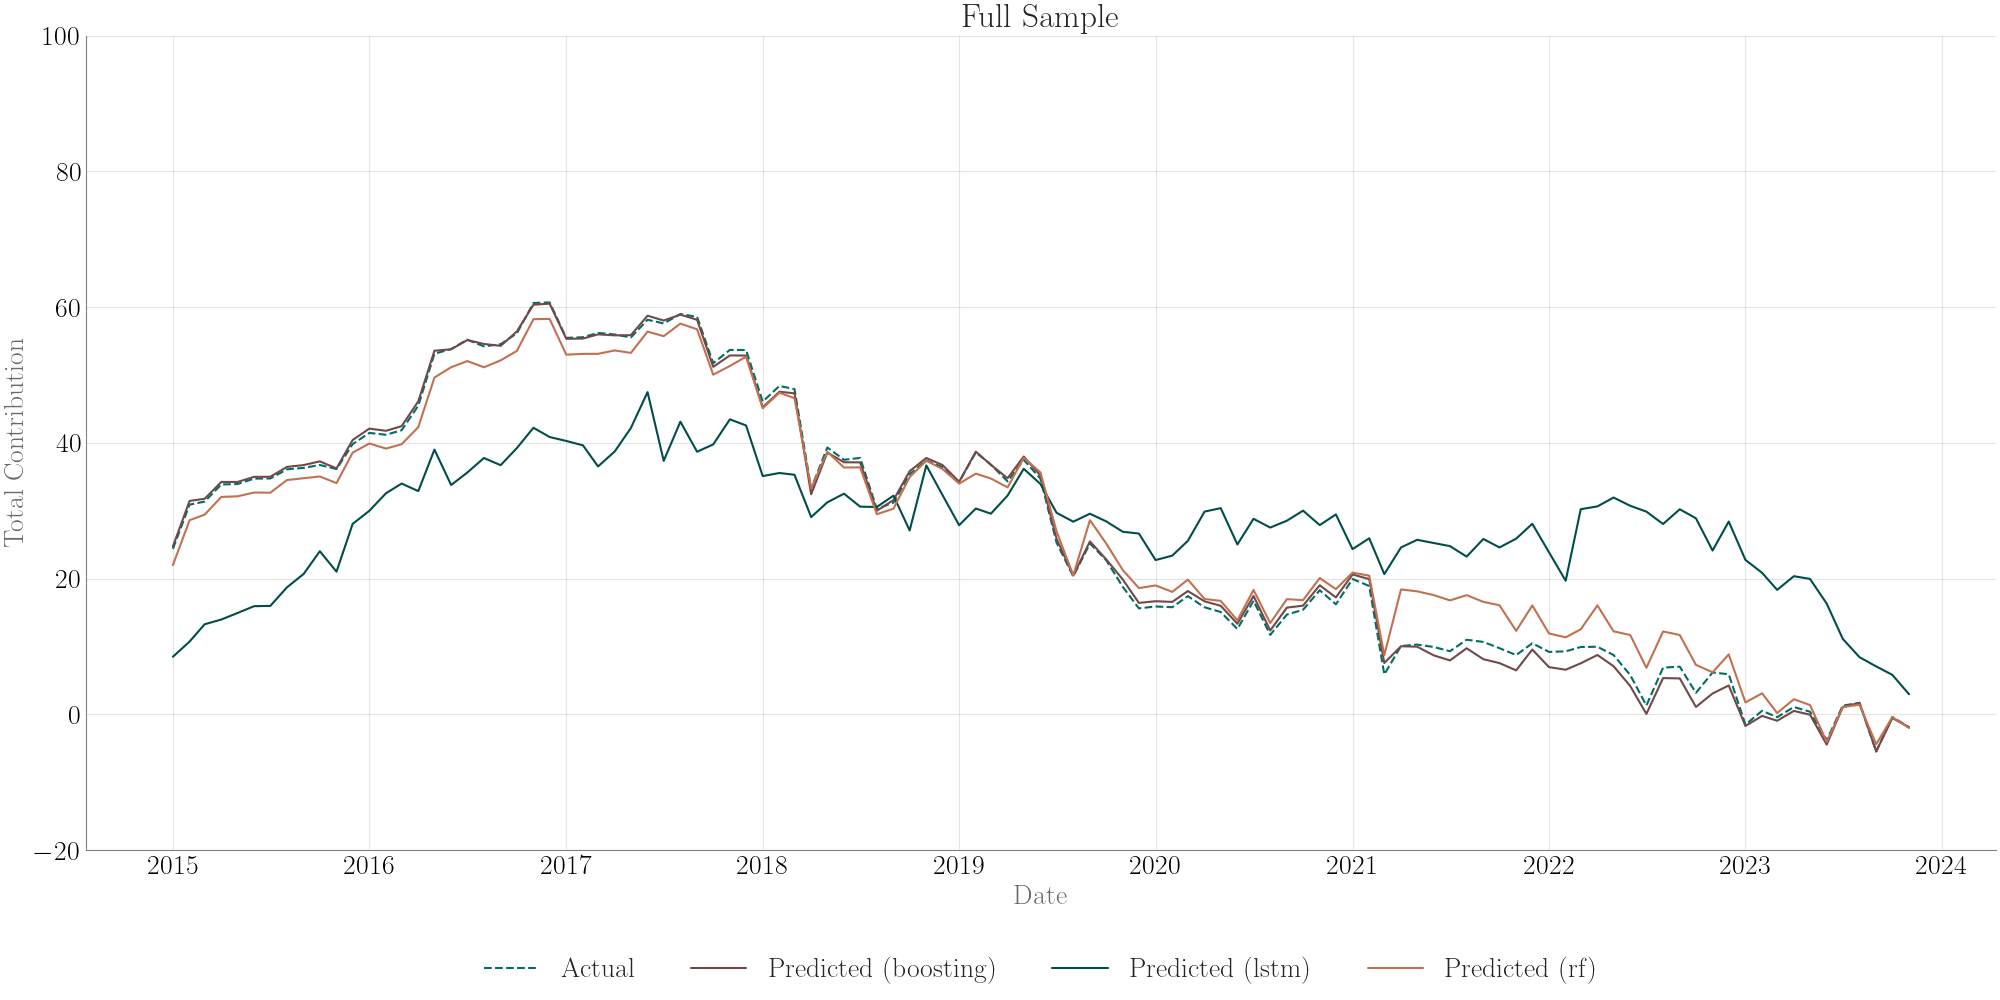 Full Sample
100
80
60
40
20
0
−20
Total Contribution
2015 2016 2017 2018 2019 2020 2021 2022 2023 2024
Date
Actual Predicted (boosting) Predicted (lstm) Predicted (rf)